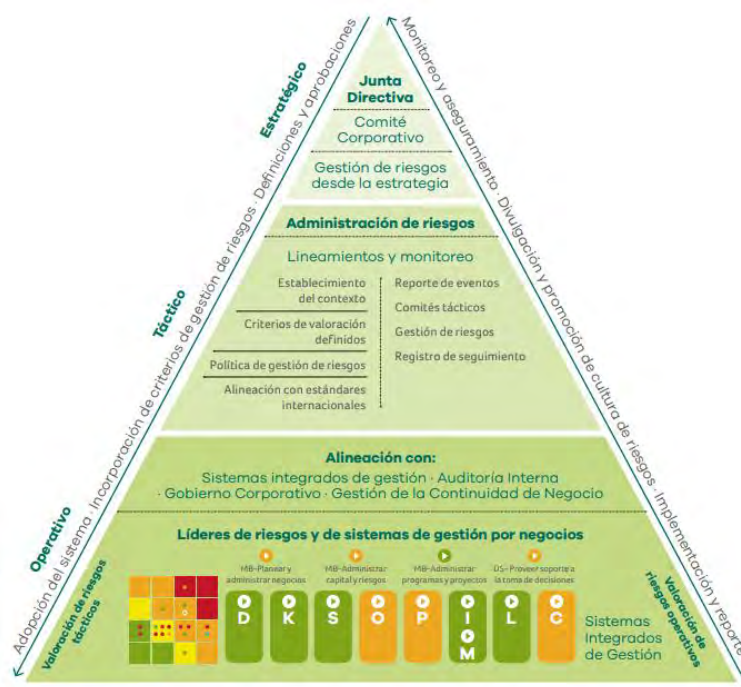 Estratégico
Táctico
Operativo
Adopción del sistema · Incorporación de criterios de gestión de riesgos · Definiciones y aprobaciones
Monitoreo y aseguramiento · Divulgación y promoción de cultura de riesgos · Implementación y reporte
Junta
Directiva
Comité
Corporativo
Gestión de riesgos
desde la estrategia
Administración de riesgos
Lineamientos y monitoreo
Establecimiento
del contexto
Criterios de valoración
definidos
Política de gestión de riesgos
Alineación con estándares
internacionales
Reporte de eventos
Comités tácticos
Gestión de riesgos
Registro de seguimiento
Alineación con:
Sistemas integrados de gestión · Auditoría Interna
· Gobierno Corporativo · Gestión de la Continuidad de Negocio
Líderes de riesgos y de sistemas de gestión por negocios
MB-Planear y
administrar negocios
MB-Administrar
capital y riesgos
MB-Administrar
programas y proyectos
DS- Proveer soporte a
la toma de decisiones
Valoración de riesgos
tácticos
D K S O P I M L C
Sistemas
Integrados
de Gestión
Valoración de
riesgos operativos